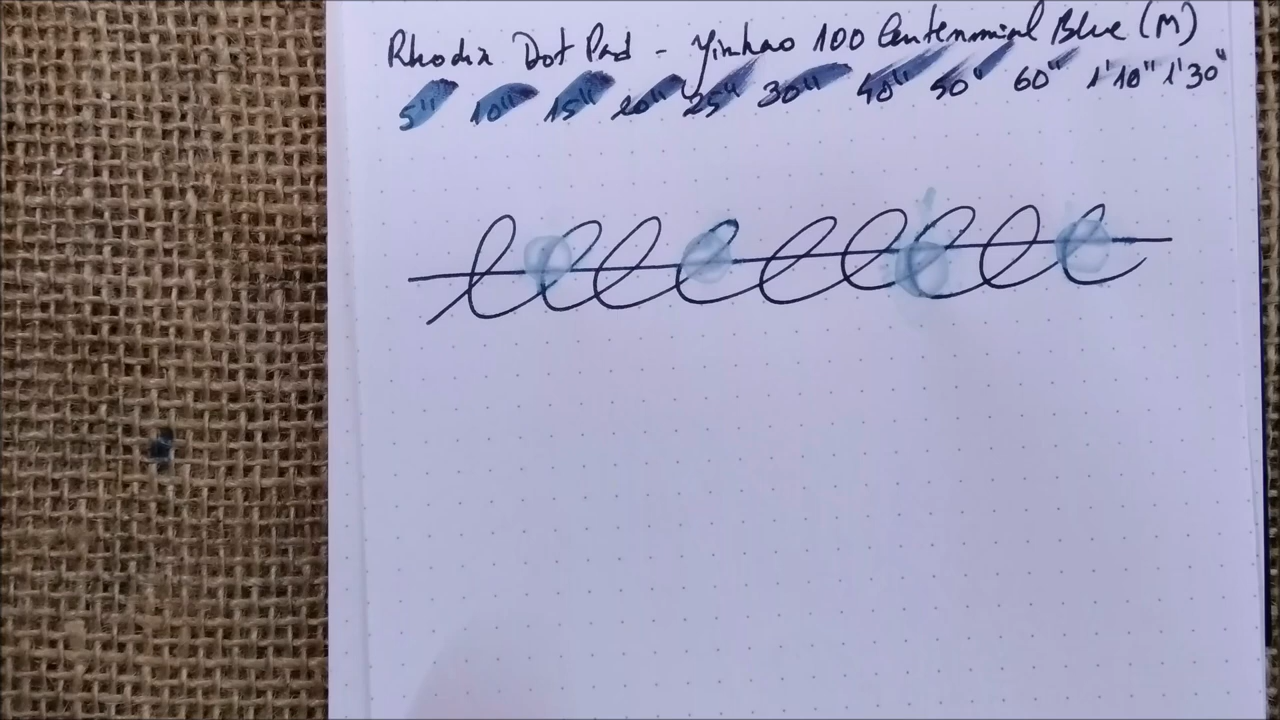 Rhodia Dot Pad - Jinhao 100 Centennial Blue (M)
5" 10" 15" 20" 25" 30" 40" 50" 60" 1'10" 1'30"